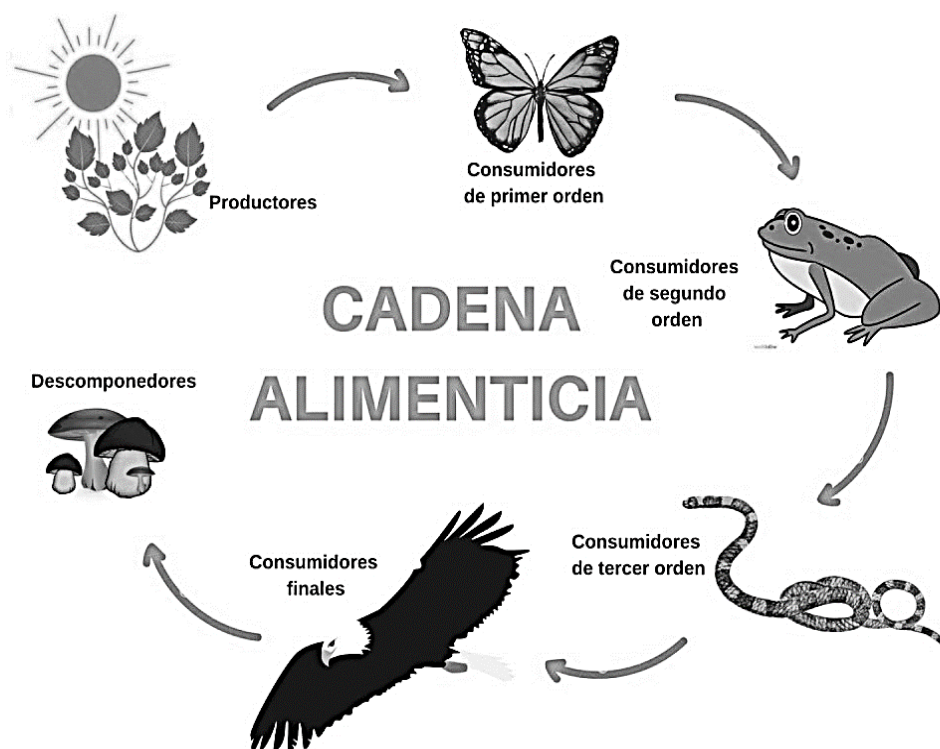 Productores
Consumidores
de primer orden
Consumidores
de segundo
orden
CADENA
ALIMENTICIA
Descomponedores
Consumidores
de tercer orden
Consumidores
finales